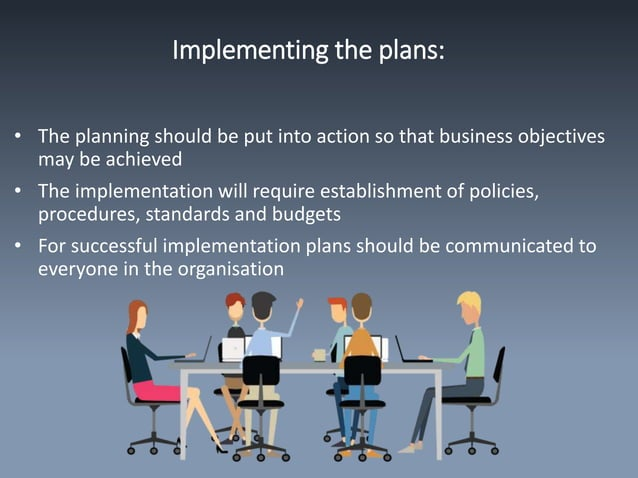 Implementing the plans:
• The planning should be put into action so that business objectives
may be achieved
• The implementation will require establishment of policies,
procedures, standards and budgets
• For successful implementation plans should be communicated to
everyone in the organisation